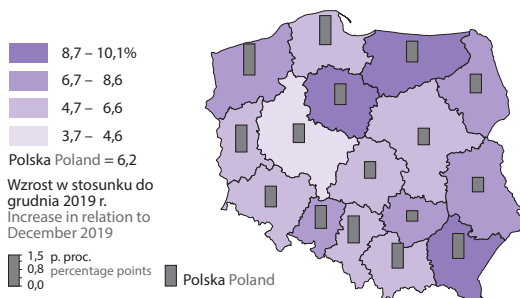 8,7 – 10,1%
6,7 – 8,6
4,7 – 6,6
3,7 – 4,6
Polska Poland = 6,2
Wzrost w stosunku do
grudnia 2019 r.
Increase in relation to
December 2019
1,5 p. proc.
0,8 percentage points
0,0
Polska Poland